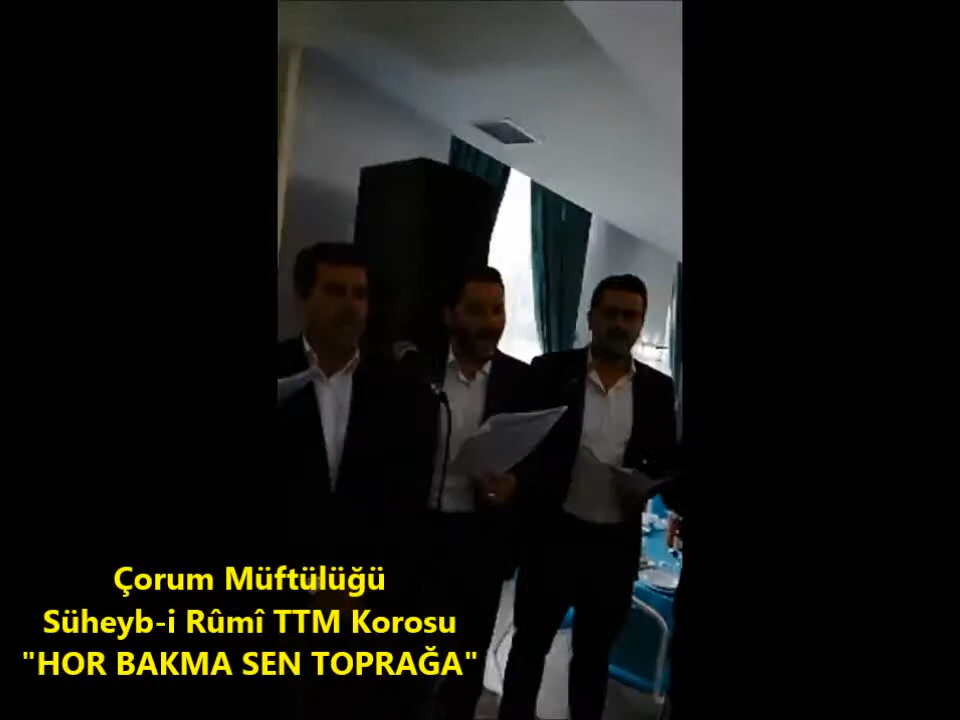 Çorum Müftülüğü
Süheyb-i Rûmî TTM Korosu
"HOR BAKMA SEN TOPRAĞA"